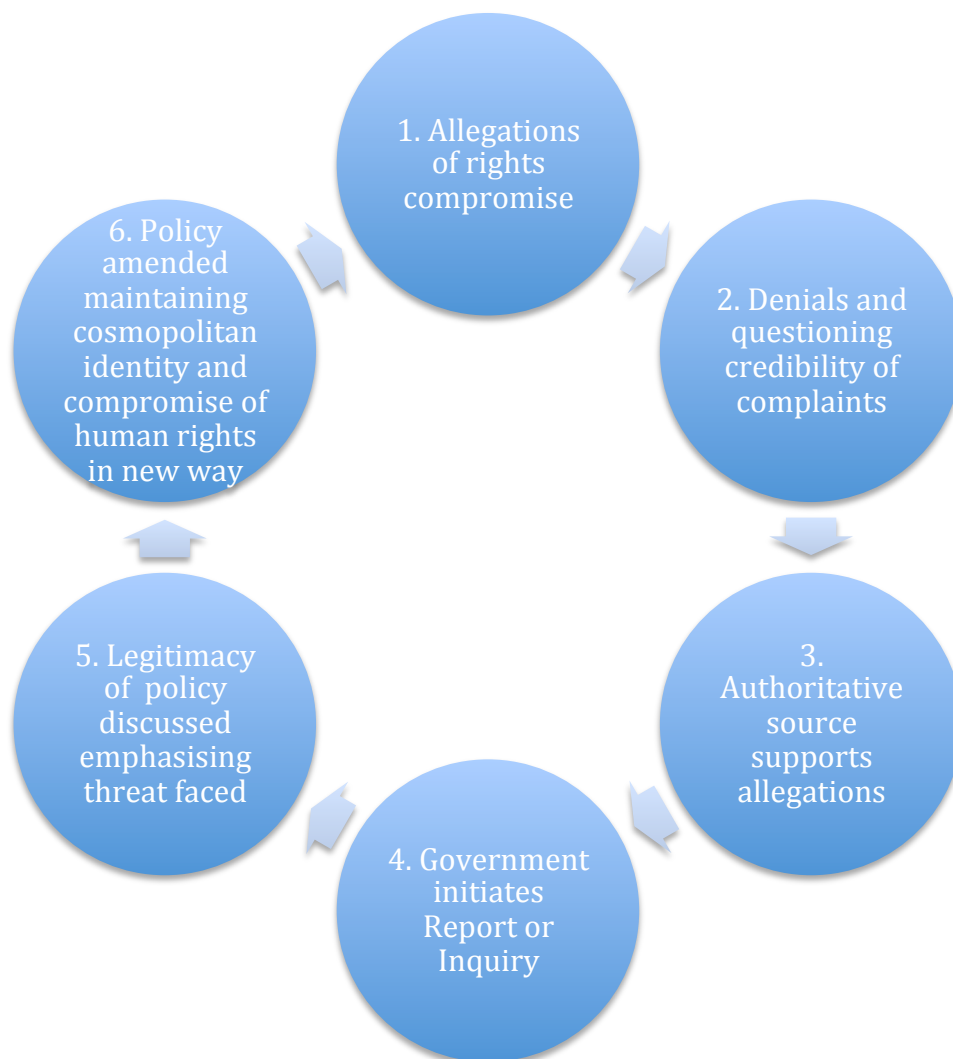 1. Allegations
of rights
compromise
2. Denials and
questioning
credibility of
complaints
3.
Authoritative
source
supports
allegations
4. Government
initiates
Report or
Inquiry
5. Legitimacy
of policy
discussed
emphasising
threat faced
6. Policy
amended
maintaining
cosmopolitan
identity and
compromise of
human rights
in new way